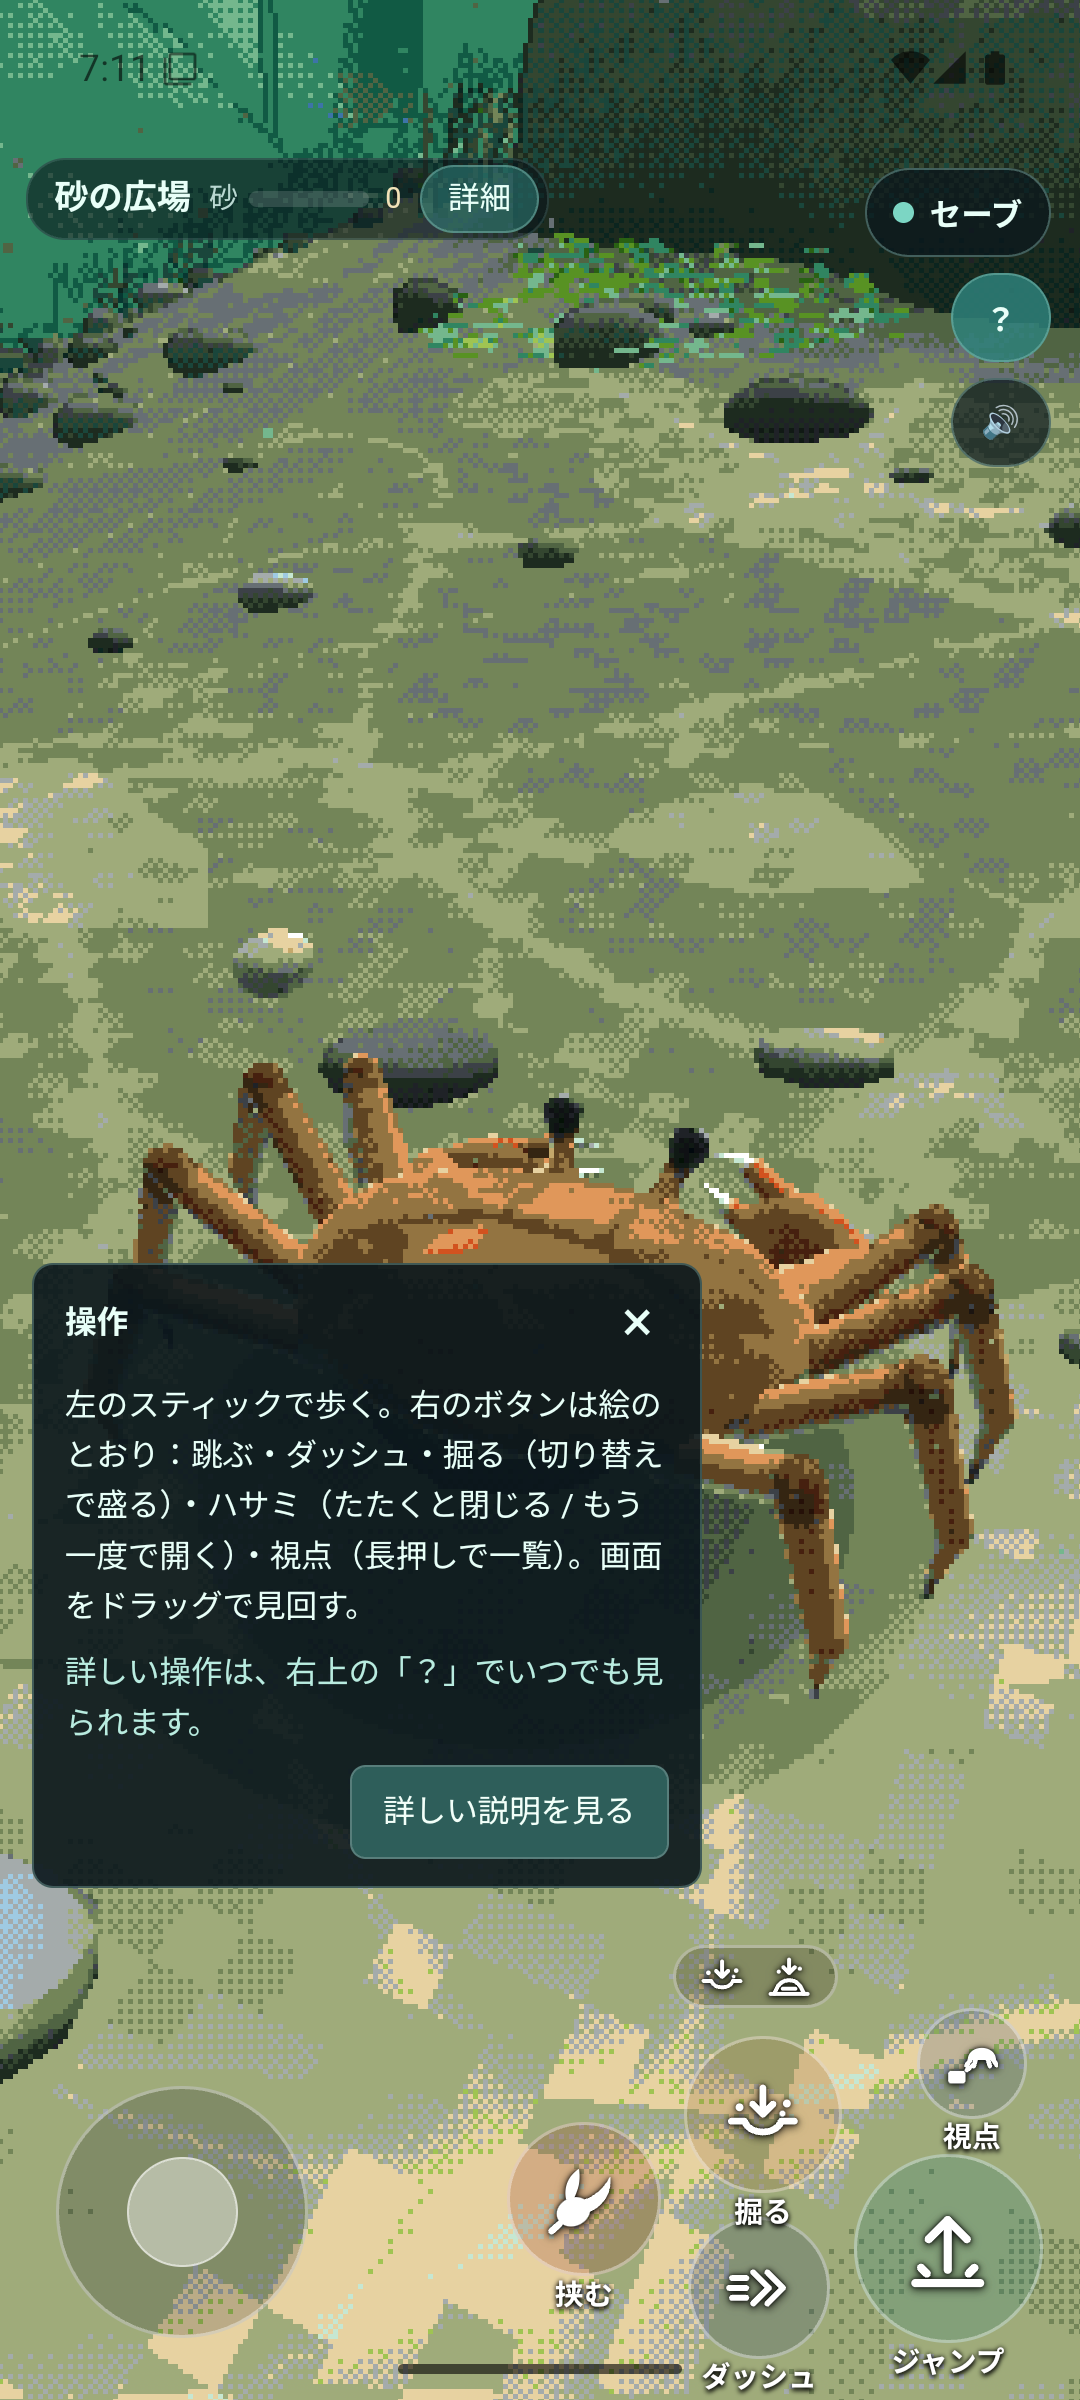 7:11
砂の広場 砂 0 詳細
セーブ
?
操作 ×
左のスティックで歩く。右のボタンは絵の
とおり：跳ぶ・ダッシュ・掘る（切り替え
で盛る）・ハサミ（たたくと閉じる / もう
一度で開く）・視点（長押しで一覧）。画面
をドラッグで見回す。
詳しい操作は、右上の「？」でいつでも見
られます。
詳しい説明を見る
視点
掘る
挟む
ジャンプ
ダッシュ